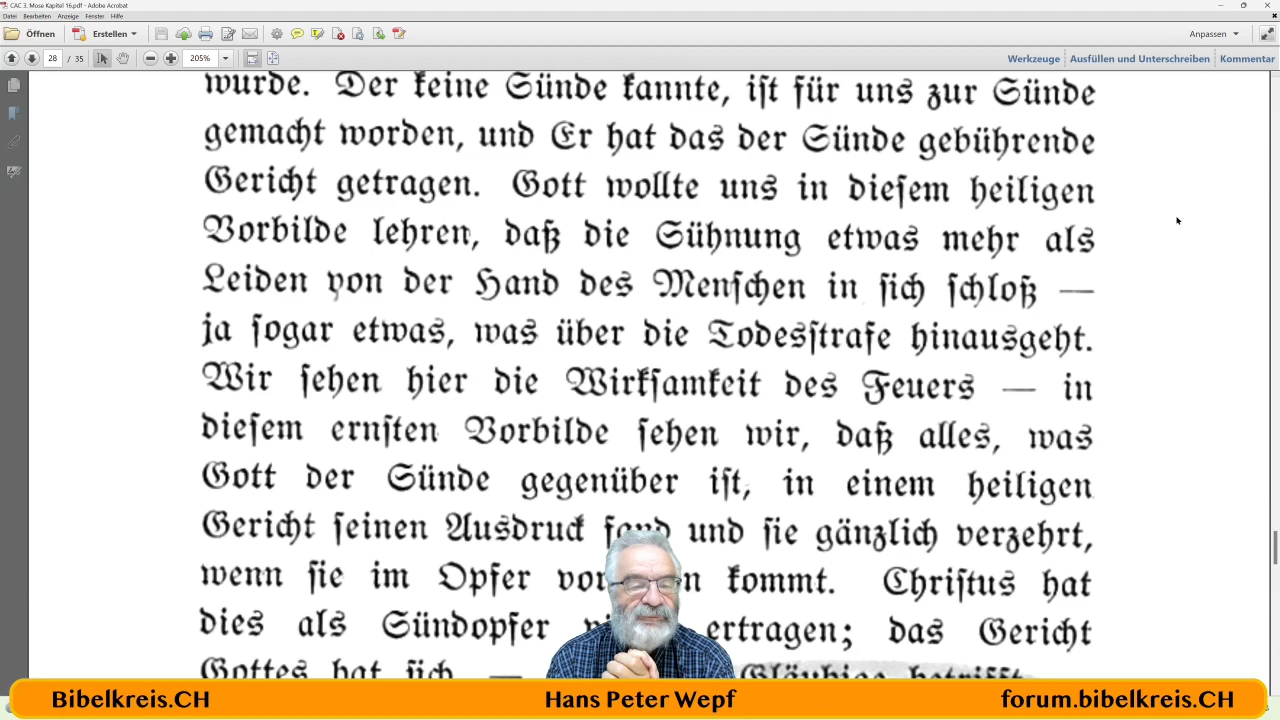 CAC 3. Mose Kapitel 16.pdf - Adobe Acrobat
Datei Bearbeiten Anzeige Fenster Hilfe
Öffnen Erstellen Anpassen
28 / 35 205% Werkzeuge Ausfüllen und Unterschreiben Kommentar
wurde. Der keine Sünde kannte, ist für uns zur Sünde
gemacht worden, und Er hat das der Sünde gebührende
Gericht getragen. Gott wollte uns in diesem heiligen
Vorbilde lehren, daß die Sühnung etwas mehr als
Leiden von der Hand des Menschen in sich schloß —
ja sogar etwas, was über die Todesstrafe hinausgeht.
Wir sehen hier die Wirksamkeit des Feuers — in
diesem ernsten Vorbilde sehen wir, daß alles, was
Gott der Sünde gegenüber ist, in einem heiligen
Gericht seinen Ausdruck fand und sie gänzlich verzehrt,
wenn sie im Opfer kommt. Christus hat
dies als Sündopfer ertragen; das Gericht
Gottes hat sich — Gläubige betrifft
Bibelkreis.CH Hans Peter Wepf forum.bibelkreis.CH